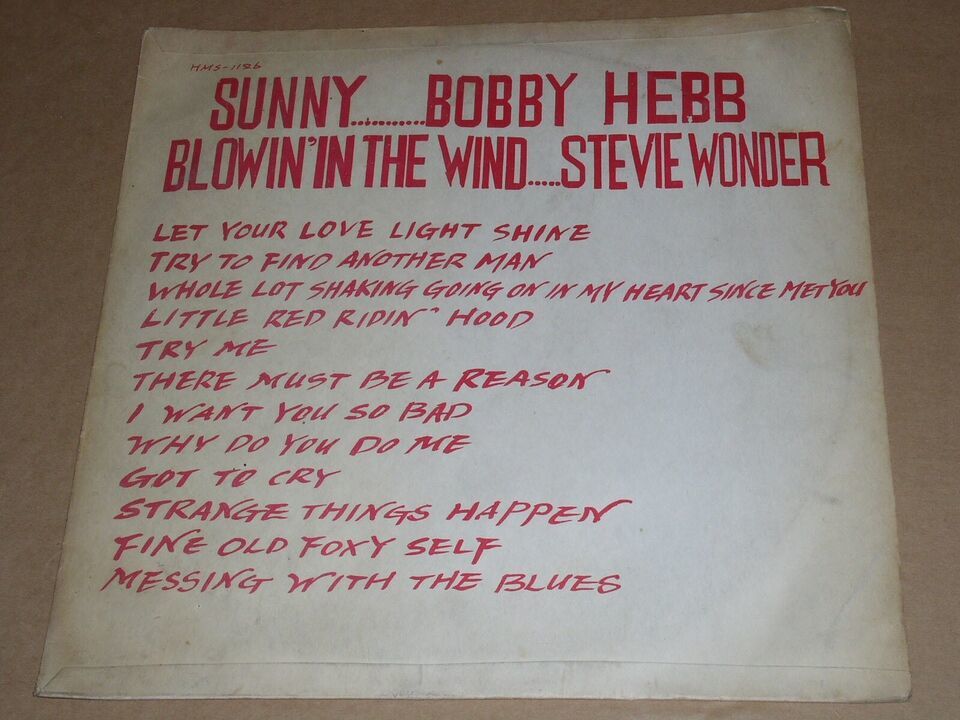 HMS-1126
SUNNY...........BOBBY HEBB
BLOWIN' IN THE WIND.....STEVIE WONDER
LET YOUR LOVE LIGHT SHINE
TRY TO FIND ANOTHER MAN
WHOLE LOT SHAKING GOING ON IN MY HEART SINCE MET YOU
LITTLE RED RIDIN" HOOD
TRY ME
THERE MUST BE A REASON
I WANT YOU SO BAD
WHY DO YOU DO ME
GOT TO CRY
STRANGE THINGS HAPPEN
FINE OLD FOXY SELF
MESSING WITH THE BLUES